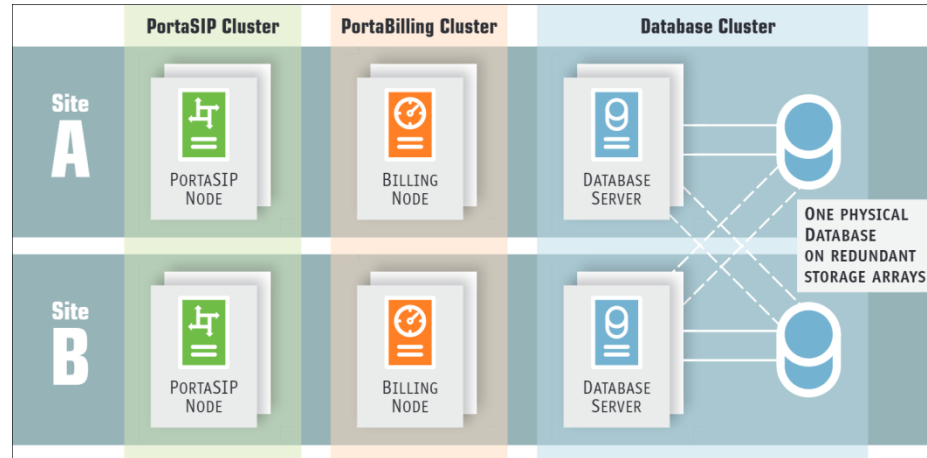 PortaSIP Cluster
PortaBilling Cluster
Database Cluster
Site
A
PORTASIP
NODE
BILLING
NODE
DATABASE
SERVER
ONE PHYSICAL
DATABASE
ON REDUNDANT
STORAGE ARRAYS
Site
B
PORTASIP
NODE
BILLING
NODE
DATABASE
SERVER